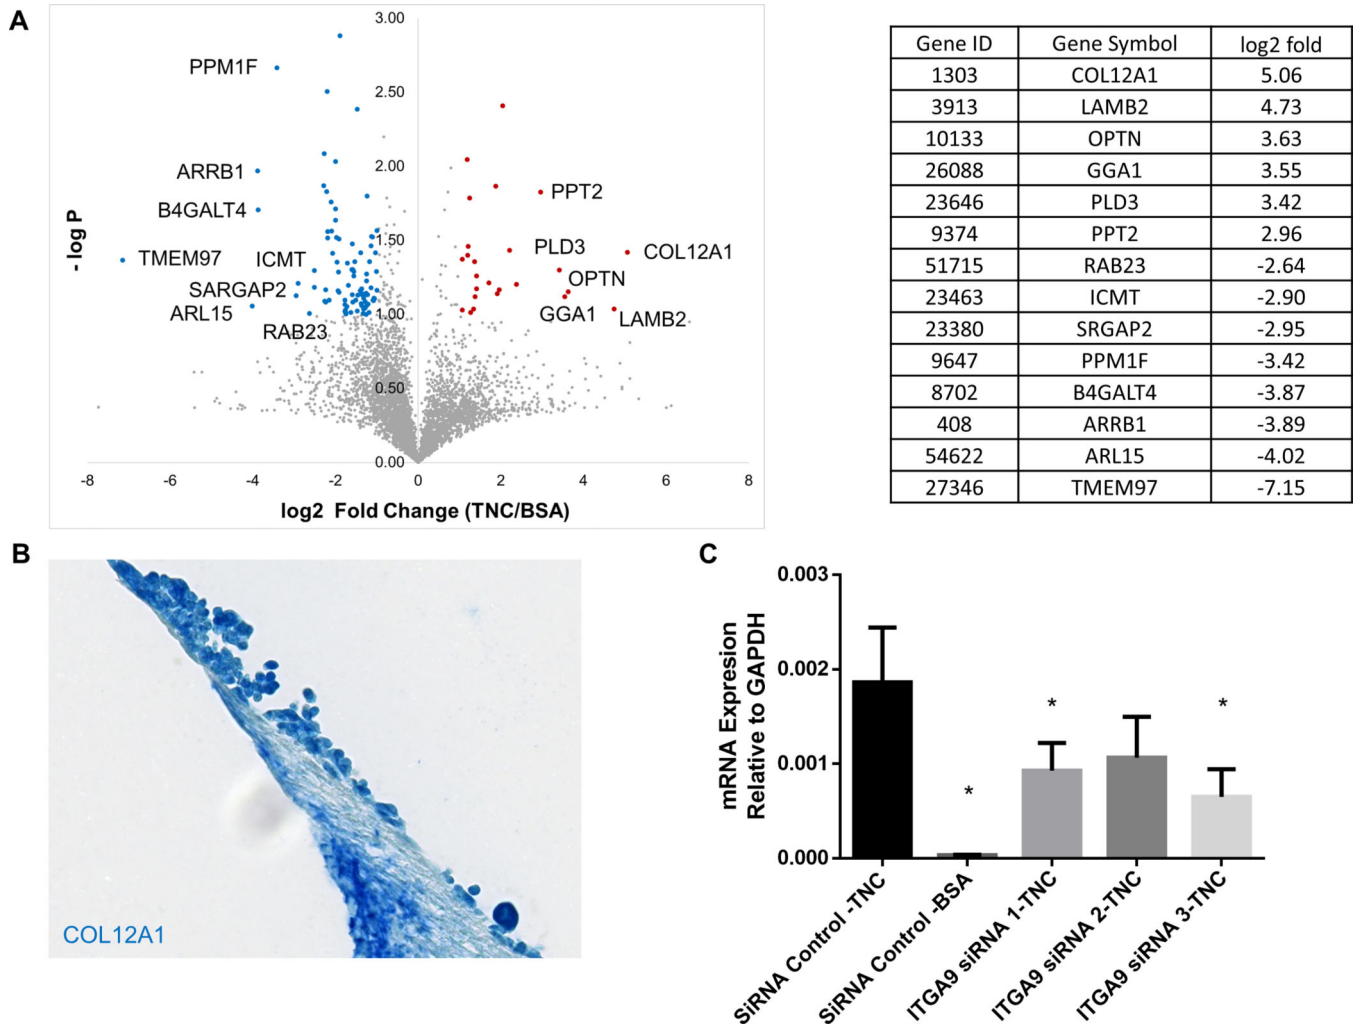 A
3.00
2.50
2.00
1.50
1.00
0.50
0.00
- log P
PPM1F
ARRB1
B4GALT4
TMEM97
ICMT
SARGAP2
ARL15
RAB23
PPT2
PLD3
COL12A1
OPTN
GGA1
LAMB2
-8 -6 -4 -2 0 2 4 6 8
log2 Fold Change (TNC/BSA)
Gene ID Gene Symbol log2 fold
1303 COL12A1 5.06
3913 LAMB2 4.73
10133 OPTN 3.63
26088 GGA1 3.55
23646 PLD3 3.42
9374 PPT2 2.96
51715 RAB23 -2.64
23463 ICMT -2.90
23380 SRGAP2 -2.95
9647 PPM1F -3.42
8702 B4GALT4 -3.87
408 ARRB1 -3.89
54622 ARL15 -4.02
27346 TMEM97 -7.15
B
COL12A1
C
mRNA Expresion
Relative to GAPDH
0.003
0.002
0.001
0.000
*
*
*
SiRNA Control -TNC
SiRNA Control -BSA
ITGA9 siRNA 1-TNC
ITGA9 siRNA 2-TNC
ITGA9 siRNA 3-TNC